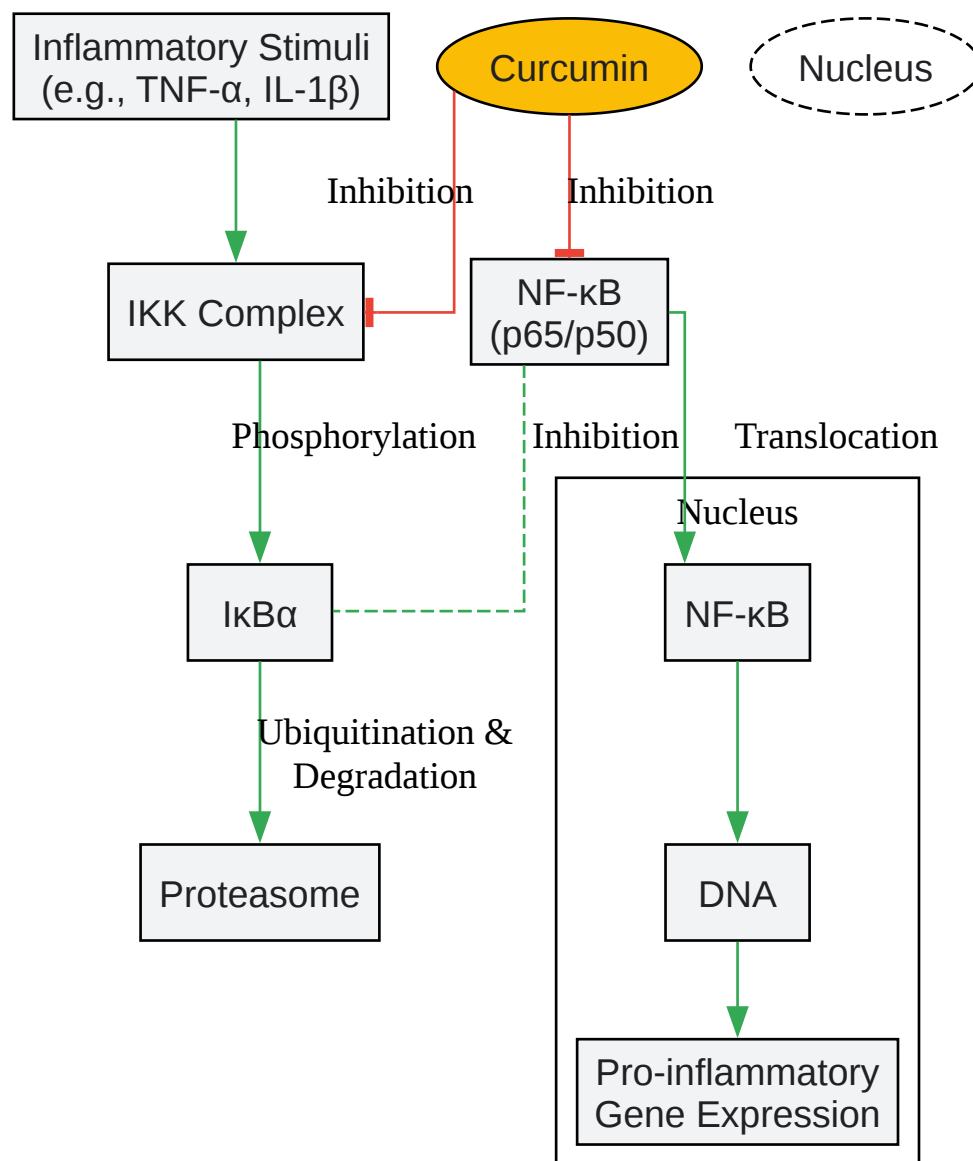 Inflammatory Stimuli
(e.g., TNF-α, IL-1β)
Curcumin
Nucleus
Inhibition
Inhibition
IKK Complex
NF-κB
(p65/p50)
Phosphorylation
Inhibition
Translocation
Nucleus
IκBα
NF-κB
Ubiquitination &
Degradation
Proteasome
DNA
Pro-inflammatory
Gene Expression